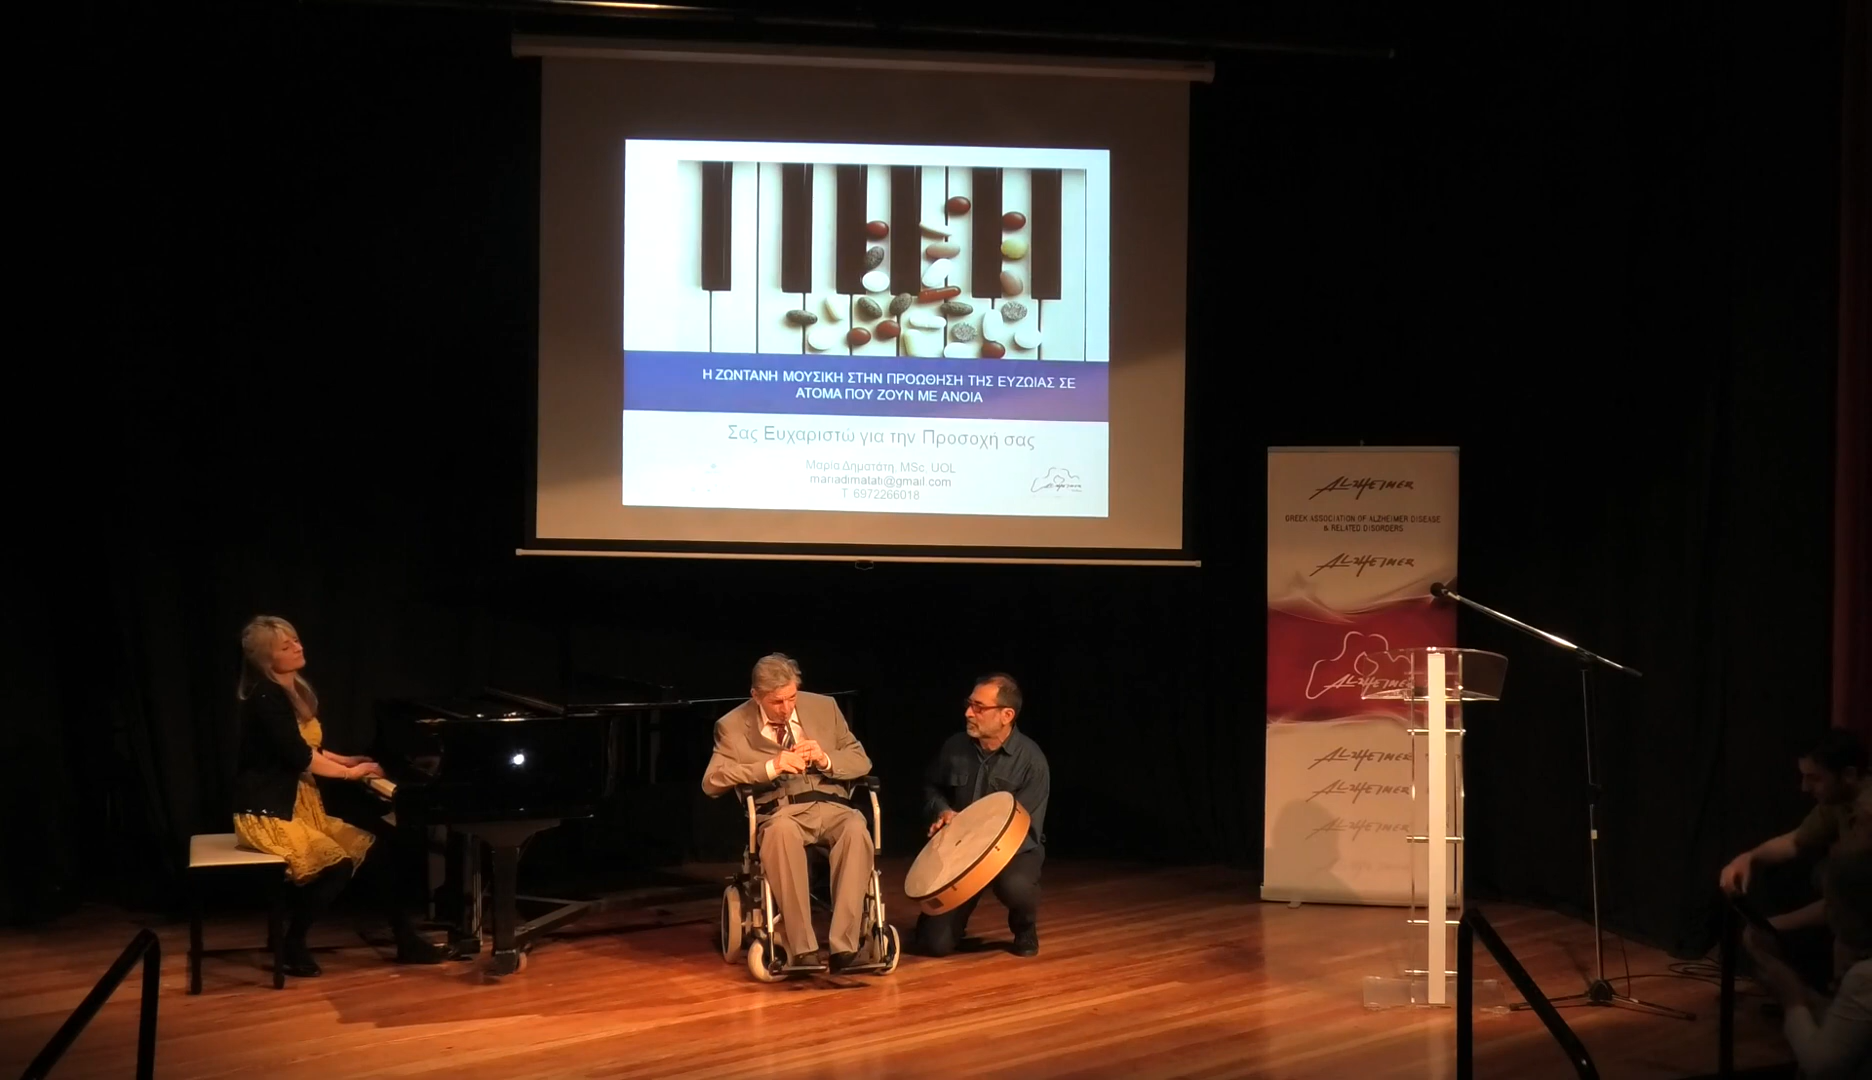 Η ΖΩΝΤΑΝΗ ΜΟΥΣΙΚΗ ΣΤΗΝ ΠΡΟΩΘΗΣΗ ΤΗΣ ΕΥΖΩΙΑΣ ΣΕ
ΑΤΟΜΑ ΠΟΥ ΖΟΥΝ ΜΕ ΑΝΟΙΑ
Σας Ευχαριστώ για την Προσοχή σας
Μαρία Δηματάτη, MSc, UOL
mariadimatati@gmail.com
T. 6972266018
ALZHEIMER
GREEK ASSOCIATION OF ALZHEIMER DISEASE
& RELATED DISORDERS
ALZHEIMER
ALZHEIMER
ALZHEIMER
ALZHEIMER
ALZHEIMER